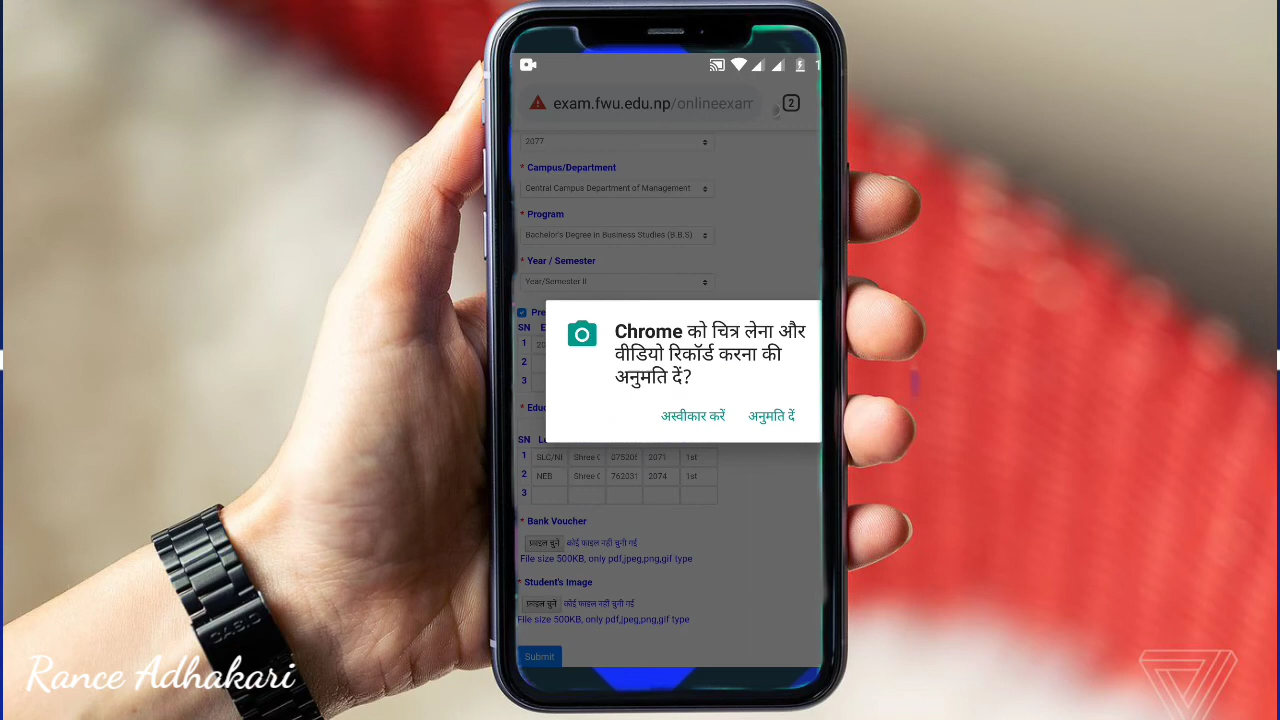 exam.fwu.edu.np/onlineexam
2
2077
* Campus/Department
Central Campus Department of Management
* Program
Bachelor's Degree in Business Studies (B.B.S)
* Year / Semester
Year/Semester II
SN
1
2
3
Chrome को चित्र लेना और
वीडियो रिकॉर्ड करना की
अनुमति दें?
अस्वीकार करें अनुमति दें
SN
1 SLC/NI Shree 2071 1st
2 NEB Shree 2074 1st
3
* Bank Voucher
फ़ाइल चुनें कोई फाइल नहीं चुनी गई
File size 500KB, only pdf,jpeg,png,gif type
* Student's Image
फ़ाइल चुनें कोई फाइल नहीं चुनी गई
File size 500KB, only pdf,jpeg,png,gif type
Submit
CASIO
Rance Adhakari